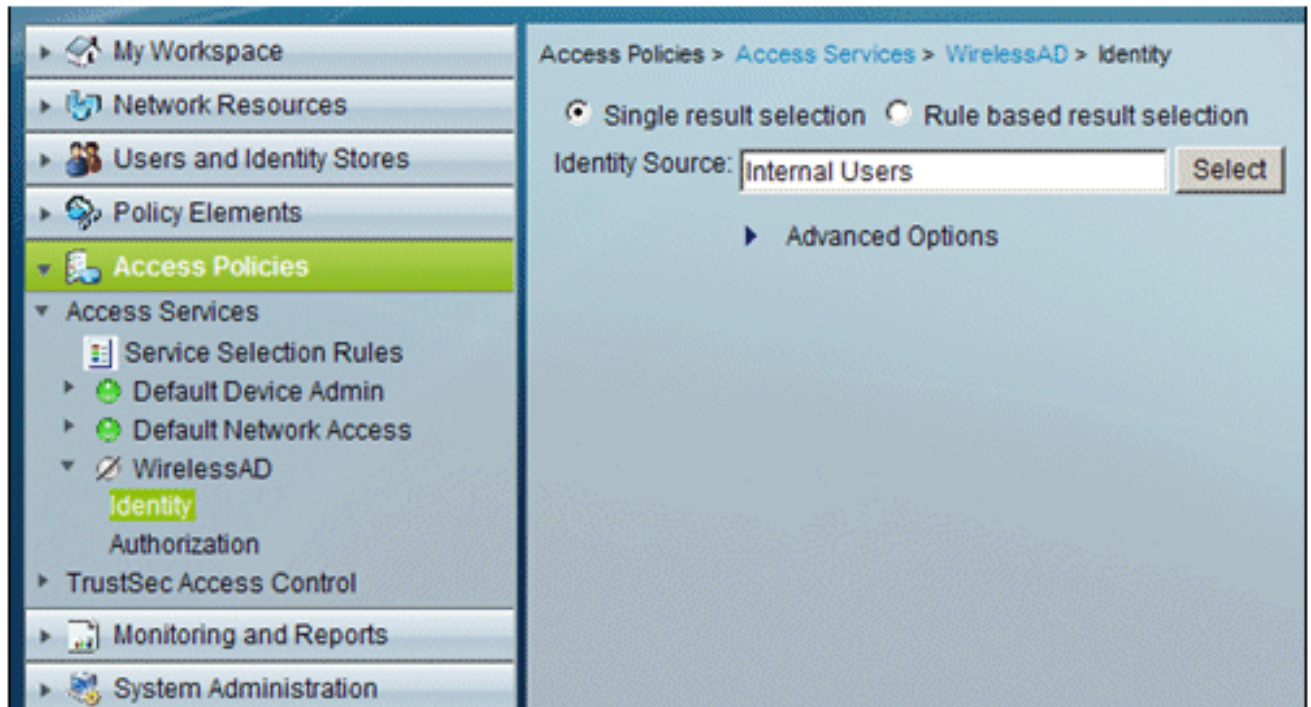 My Workspace
Network Resources
Users and Identity Stores
Policy Elements
Access Policies
Access Services
Service Selection Rules
Default Device Admin
Default Network Access
WirelessAD
Identity
Authorization
TrustSec Access Control
Monitoring and Reports
System Administration
Access Policies > Access Services > WirelessAD > Identity
Single result selection Rule based result selection
Identity Source: Internal Users Select
Advanced Options